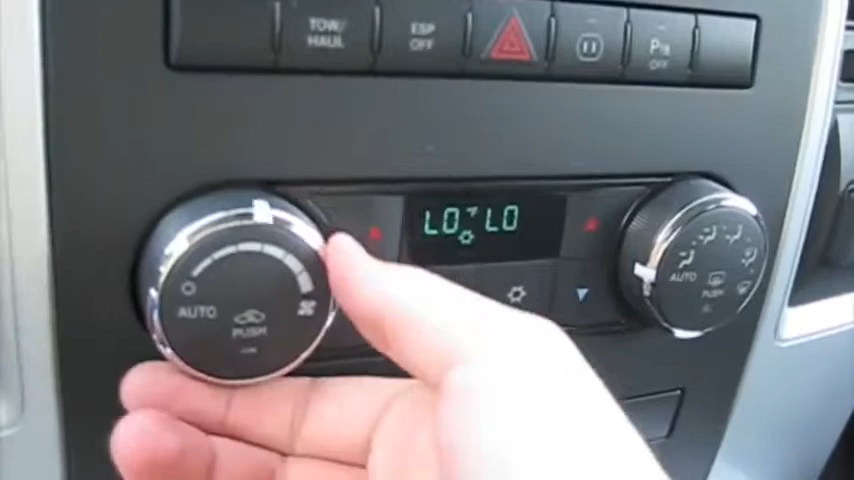 TOW/
HAUL
ESP
OFF
P
OFF
LO °F LO
AUTO
PUSH
AUTO
PUSH